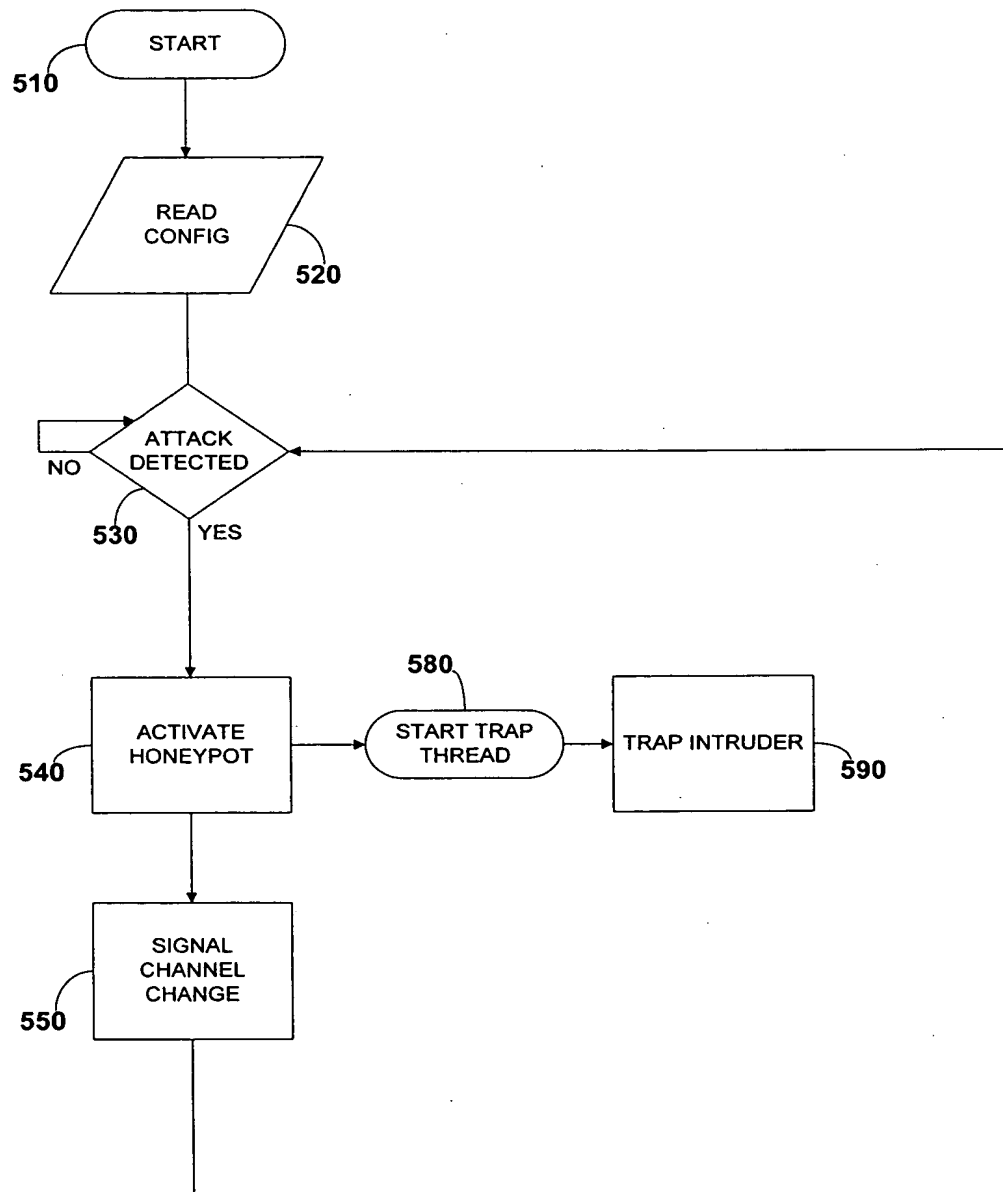 START
510
READ
CONFIG
520
ATTACK
DETECTED
NO
530
YES
580
ACTIVATE
HONEYPOT
540
START TRAP
THREAD
TRAP INTRUDER
590
SIGNAL
CHANNEL
CHANGE
550